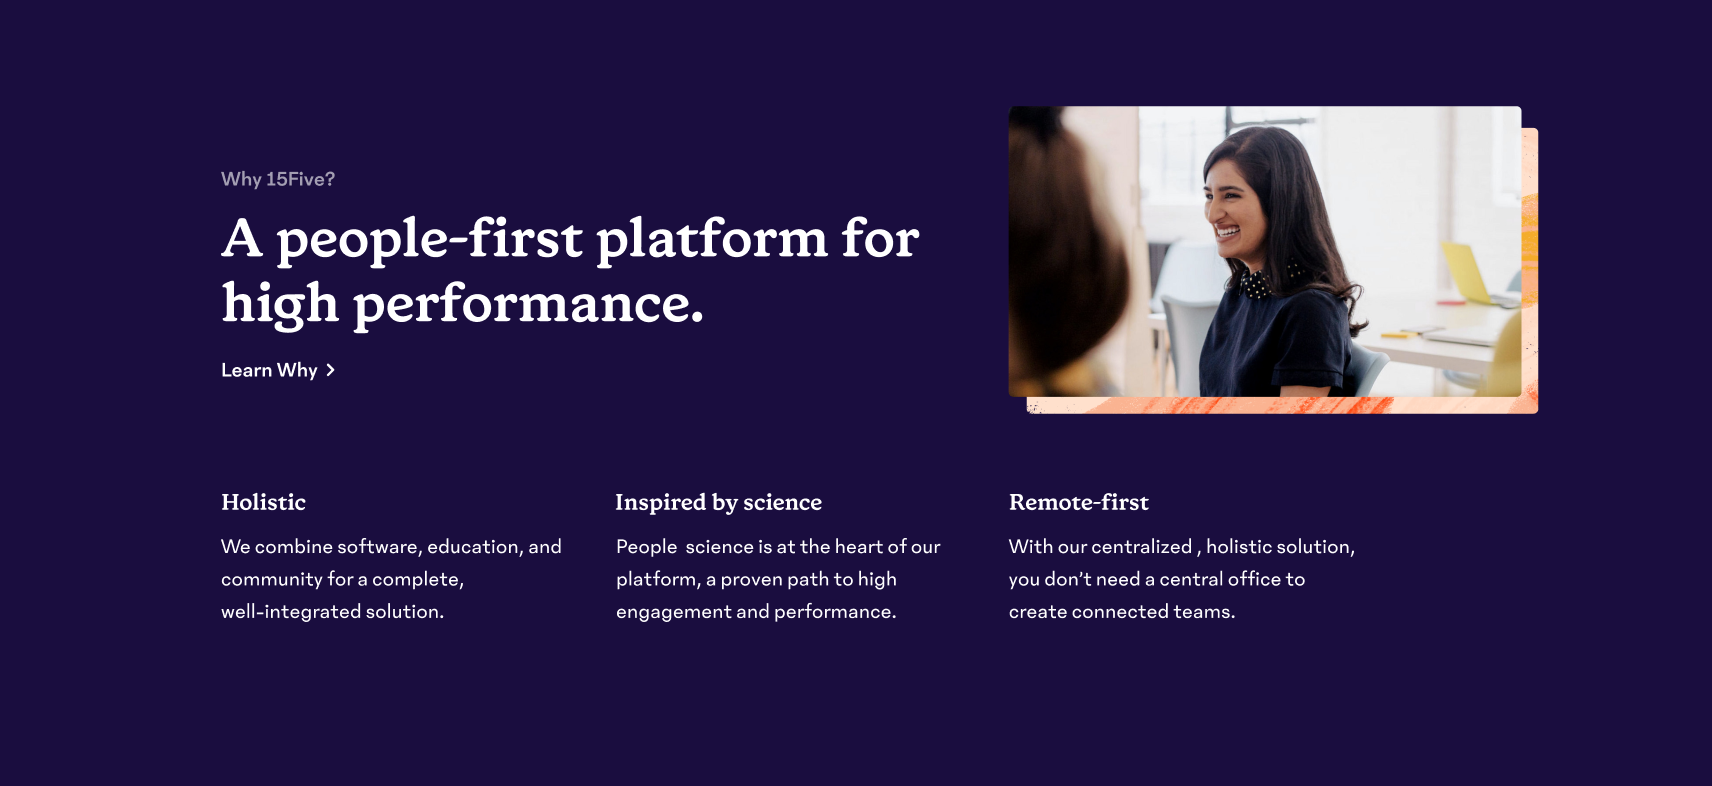 Why 15Five?
A people-first platform for
high performance.
Learn Why
Holistic
We combine software, education, and
community for a complete,
well-integrated solution.
Inspired by science
People  science is at the heart of our
platform, a proven path to high
engagement and performance.
Remote-first
With our centralized , holistic solution,
you don’t need a central office to
create connected teams.